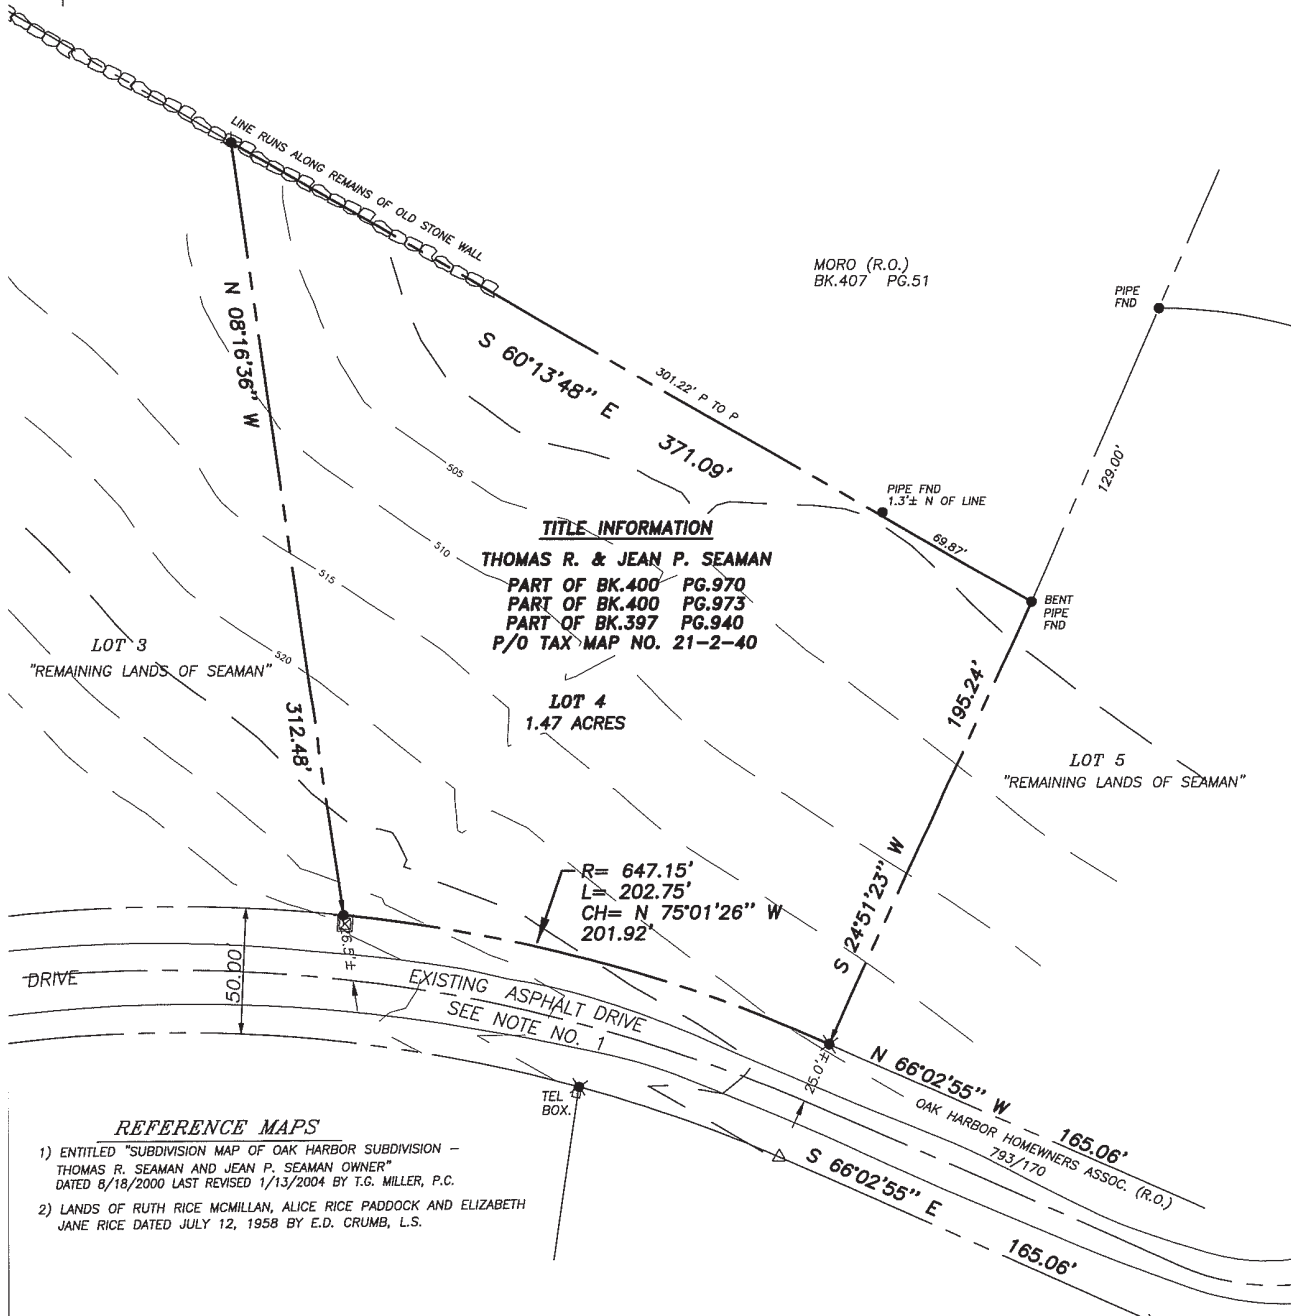 LINE RUNS ALONG REMAINS OF OLD STONE WALL
MORO (R.O.)
BK.407 PG.51
PIPE
FND
N 08°16'36" W
S 60°13'48" E
301.22' P TO P
371.09'
129.00'
505
PIPE FND
1.3'± N OF LINE
TITLE INFORMATION
69.87'
510
THOMAS R. & JEAN P. SEAMAN
515
PART OF BK.400 PG.970
PART OF BK.400 PG.973
PART OF BK.397 PG.940
P/O TAX MAP NO. 21-2-40
BENT
PIPE
FND
LOT 3
"REMAINING LANDS OF SEAMAN"
520
195.24'
LOT 4
1.47 ACRES
312.48'
LOT 5
"REMAINING LANDS OF SEAMAN"
R= 647.15'
L= 202.75'
CH= N 75°01'26" W
201.92'
S 24°51'23" W
26.5'±
50.00'
DRIVE
EXISTING ASPHALT DRIVE
SEE NOTE NO. 1
25.0'±
N 66°02'55" W
165.06'
OAK HARBOR HOMEWNERS ASSOC. (R.O.)
793/170
TEL
BOX.
S 66°02'55" E
165.06'
REFERENCE MAPS
1) ENTITLED "SUBDIVISION MAP OF OAK HARBOR SUBDIVISION –
THOMAS R. SEAMAN AND JEAN P. SEAMAN OWNER"
DATED 8/18/2000 LAST REVISED 1/13/2004 BY T.G. MILLER, P.C.
2) LANDS OF RUTH RICE MCMILLAN, ALICE RICE PADDOCK AND ELIZABETH
JANE RICE DATED JULY 12, 1958 BY E.D. CRUMB, L.S.